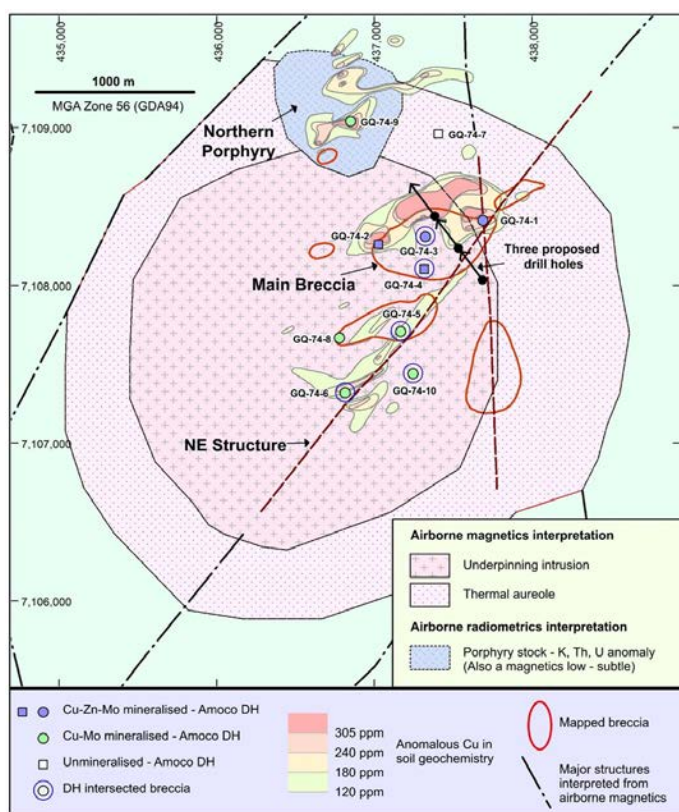 435,000
436,000
437,000
438,000
1000 m
MGA Zone 56 (GDA94)
7,109,000
Northern
Porphyry
GQ-74-9
GQ-74-7
GQ-74-1
GQ-74-2
GQ-74-3
Three proposed
drill holes
7,108,000
Main Breccia
GQ-74-4
GQ-74-5
GQ-74-8
GQ-74-10
GQ-74-6
7,107,000
NE Structure
7,106,000
Airborne magnetics interpretation
Underpinning intrusion
Thermal aureole
Airborne radiometrics interpretation
Porphyry stock - K, Th, U anomaly
(Also a magnetics low - subtle)
Cu-Zn-Mo mineralised - Amoco DH
Cu-Mo mineralised - Amoco DH
Unmineralised - Amoco DH
DH intersected breccia
305 ppm
240 ppm
180 ppm
120 ppm
Anomalous Cu in
soil geochemistry
Mapped breccia
Major structures
interpreted from
airborne magnetics